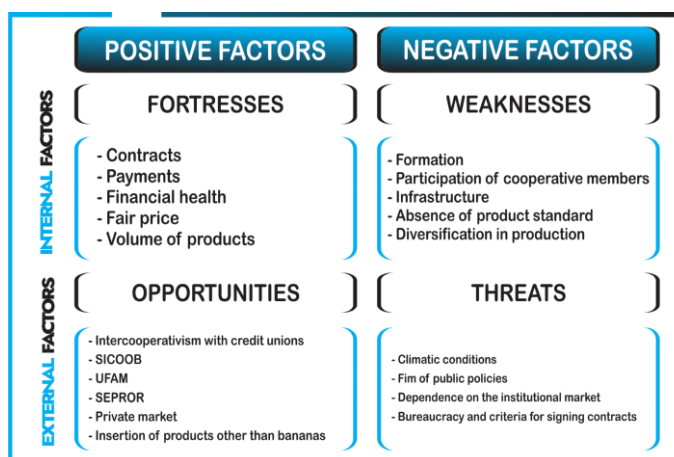 POSITIVE FACTORS
NEGATIVE FACTORS
INTERNAL FACTORS
FORTRESSES
- Contracts
- Payments
- Financial health
- Fair price
- Volume of products
WEAKNESSES
- Formation
- Participation of cooperative members
- Infrastructure
- Absence of product standard
- Diversification in production
EXTERNAL FACTORS
OPPORTUNITIES
- Intercooperativism with credit unions
- SICOOB
- UFAM
- SEPROR
- Private market
- Insertion of products other than bananas
THREATS
- Climatic conditions
- Fim of public policies
- Dependence on the institutional market
- Bureaucracy and criteria for signing contracts